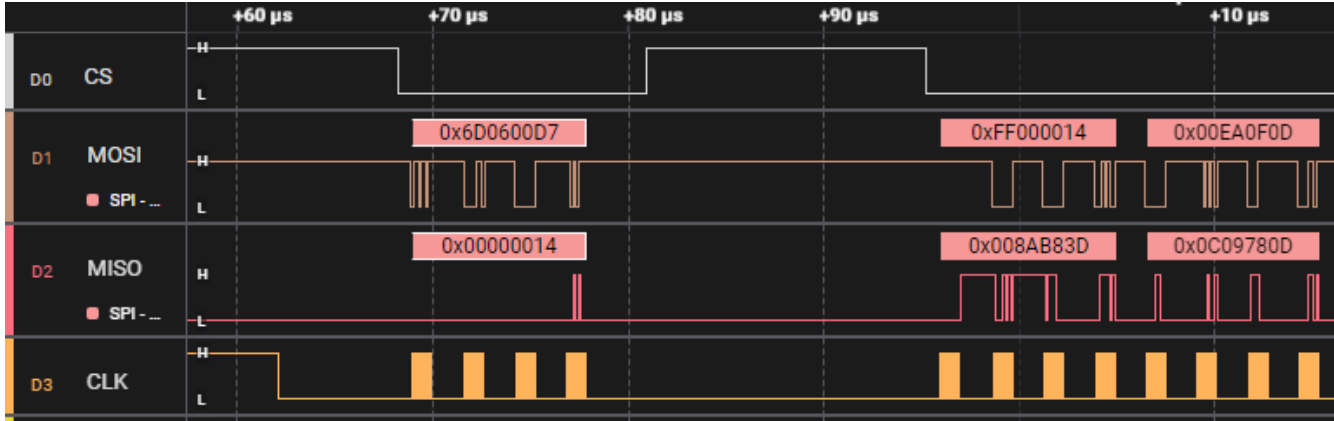 +60 µs +70 µs +80 µs +90 µs +10 µs
H
D0 CS
L
0x6D0600D7 0xFF000014 0x00EA0F0D
D1 MOSI H
SPI - ... L
0x00000014 0x008AB83D 0x0C09780D
D2 MISO H
SPI - ... L
H
D3 CLK
L